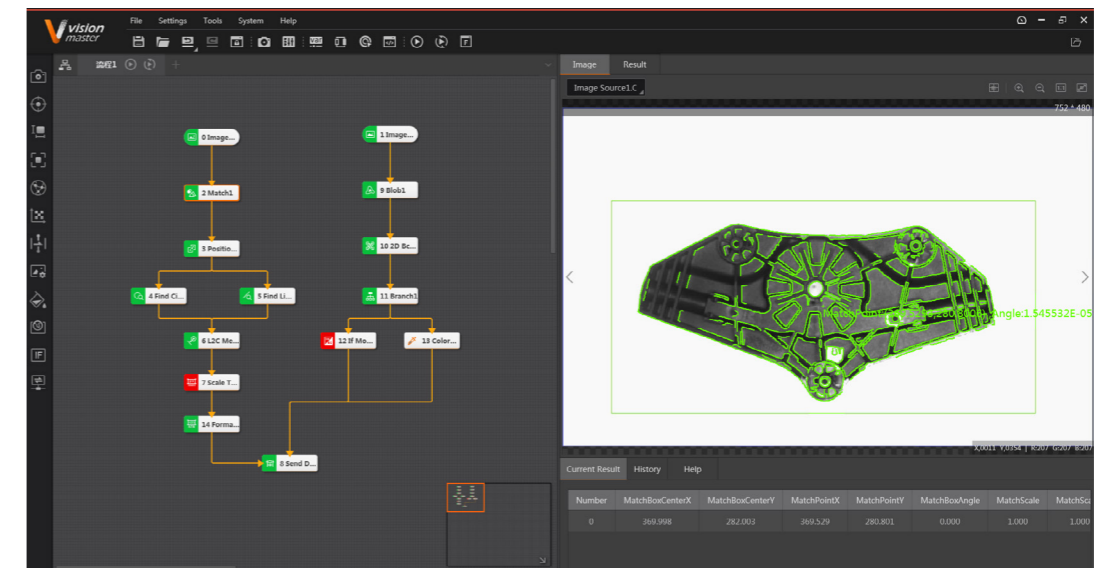 vision
master
File Settings Tools System Help
流程1
Image Result
Image Source1.C
752 * 480
0 Image...
1 Image...
2 Match1
9 Blob1
3 Positio...
10 2D Bc...
4 Find Ci...
5 Find Li...
11 Branch1
6 L2C Me...
12 If Mo...
13 Color...
7 Scale T...
14 Forma...
8 Send D...
Angle:1.545532E-05
Current Result History Help
Number MatchBoxCenterX MatchBoxCenterY MatchPointX MatchPointY MatchBoxAngle MatchScale MatchSca
0 369.998 282.003 369.529 280.801 0.000 1.000 1.000
IF